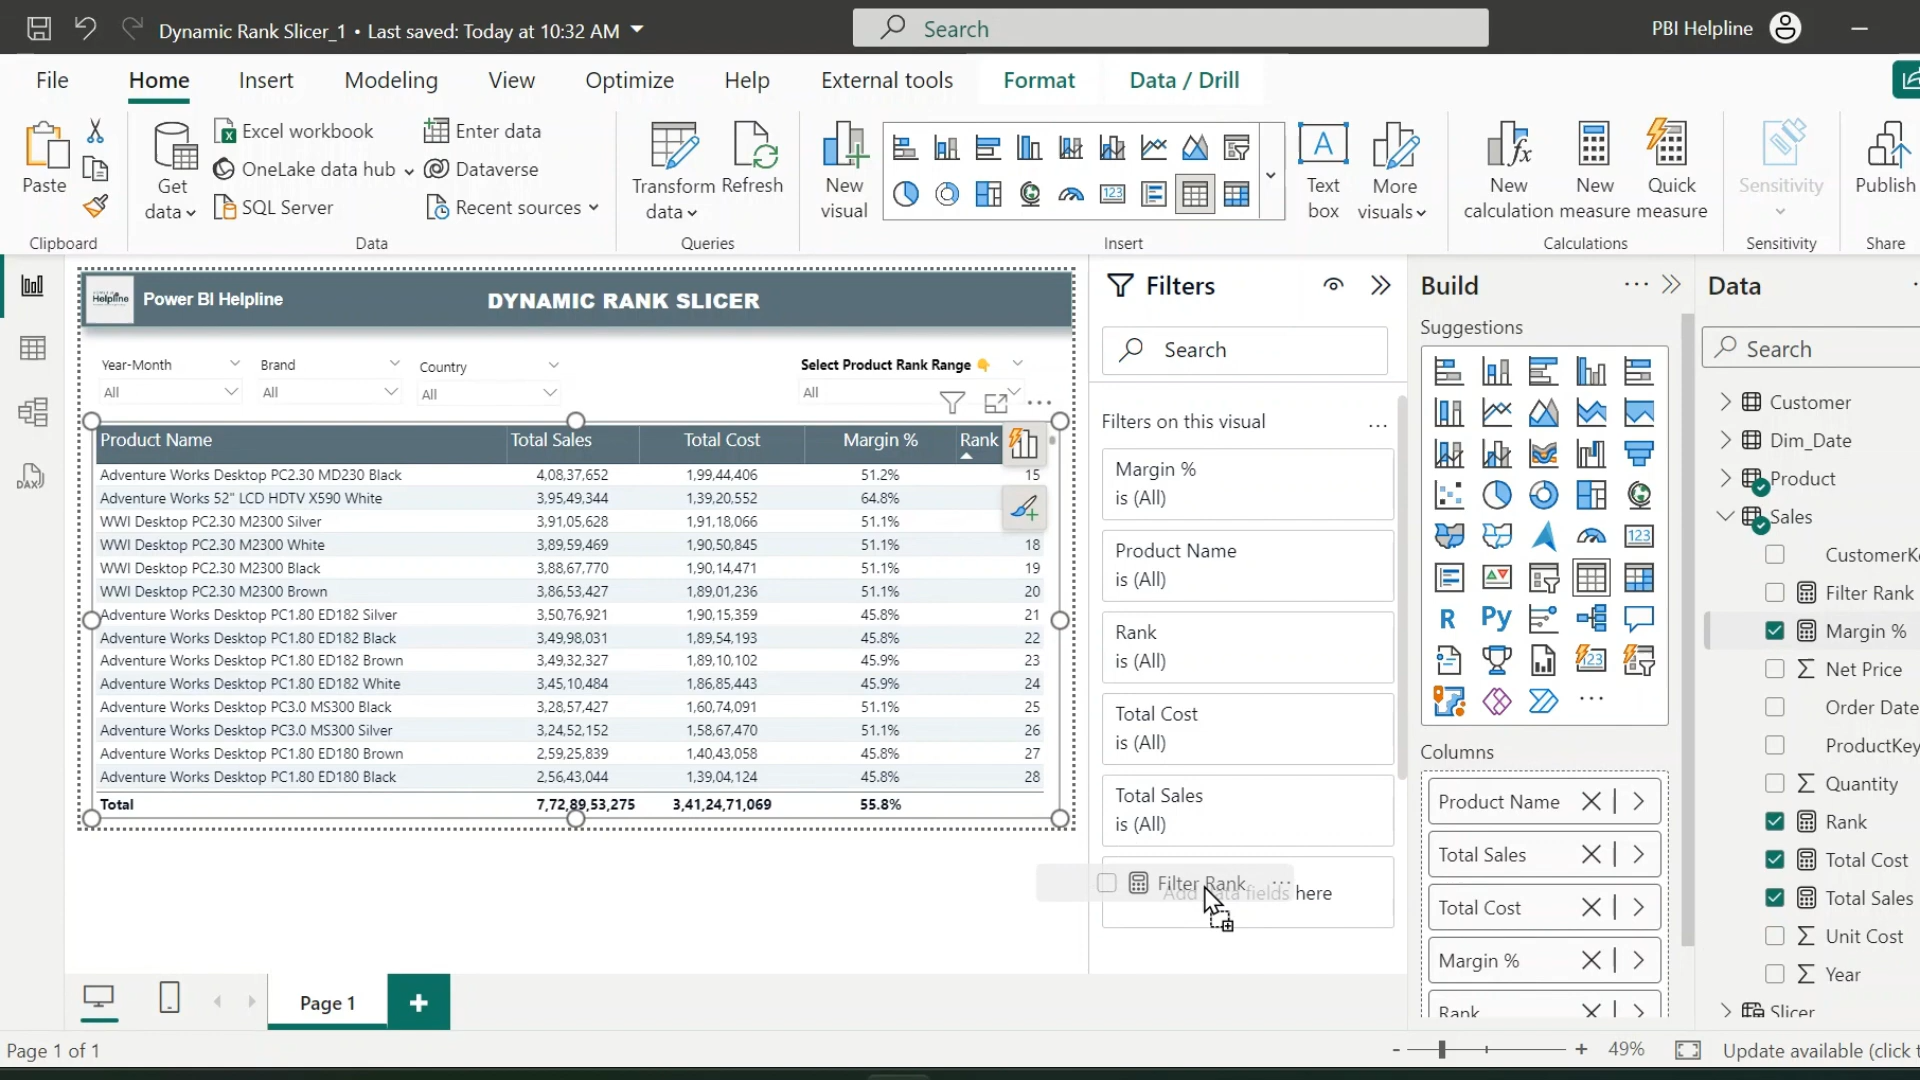 Dynamic Rank Slicer_1 • Last saved: Today at 10:32 AM
Search
PBI Helpline
File Home Insert Modeling View Optimize Help External tools Format Data / Drill
Paste
Get
data
Excel workbook
OneLake data hub
SQL Server
Enter data
Dataverse
Recent sources
Transform
data
Refresh
New
visual
A
123
Text
box
More
visuals
New
calculation
New
measure
Quick
measure
Sensitivity
Publish
Clipboard Data Queries Insert Calculations Sensitivity Share
Helpline
Power BI Helpline
DYNAMIC RANK SLICER
Year-Month
All
Brand
All
Country
All
Select Product Rank Range 👇
All
Product Name Total Sales Total Cost Margin % Rank
Adventure Works Desktop PC2.30 MD230 Black 4,08,37,652 1,99,44,406 51.2% 15
Adventure Works 52" LCD HDTV X590 White 3,95,49,344 1,39,20,552 64.8%
WWI Desktop PC2.30 M2300 Silver 3,91,05,628 1,91,18,066 51.1%
WWI Desktop PC2.30 M2300 White 3,89,59,469 1,90,50,845 51.1% 18
WWI Desktop PC2.30 M2300 Black 3,88,67,770 1,90,14,471 51.1% 19
WWI Desktop PC2.30 M2300 Brown 3,86,53,427 1,89,01,236 51.1% 20
Adventure Works Desktop PC1.80 ED182 Silver 3,50,76,921 1,90,15,359 45.8% 21
Adventure Works Desktop PC1.80 ED182 Black 3,49,98,031 1,89,54,193 45.8% 22
Adventure Works Desktop PC1.80 ED182 Brown 3,49,32,327 1,89,10,102 45.9% 23
Adventure Works Desktop PC1.80 ED182 White 3,45,10,484 1,86,85,443 45.9% 24
Adventure Works Desktop PC3.0 MS300 Black 3,28,57,427 1,60,74,091 51.1% 25
Adventure Works Desktop PC3.0 MS300 Silver 3,24,52,152 1,58,67,470 51.1% 26
Adventure Works Desktop PC1.80 ED180 Brown 2,59,25,839 1,40,43,058 45.8% 27
Adventure Works Desktop PC1.80 ED180 Black 2,56,43,044 1,39,04,124 45.8% 28
Total 7,72,89,53,275 3,41,24,71,069 55.8%
Filters
Search
Filters on this visual
Margin %
is (All)
Product Name
is (All)
Rank
is (All)
Total Cost
is (All)
Total Sales
is (All)
Filter Rank
Add data fields here
Build
Suggestions
123
R
Py
123
Columns
Product Name
Total Sales
Total Cost
Margin %
Rank
Data
Search
Customer
Dim_Date
Product
Sales
CustomerKe
Filter Rank
Margin %
Net Price
Order Date
ProductKey
Quantity
Rank
Total Cost
Total Sales
Unit Cost
Year
Slicer
DAX
Page 1
Page 1 of 1
- + 49%
Update available (click t